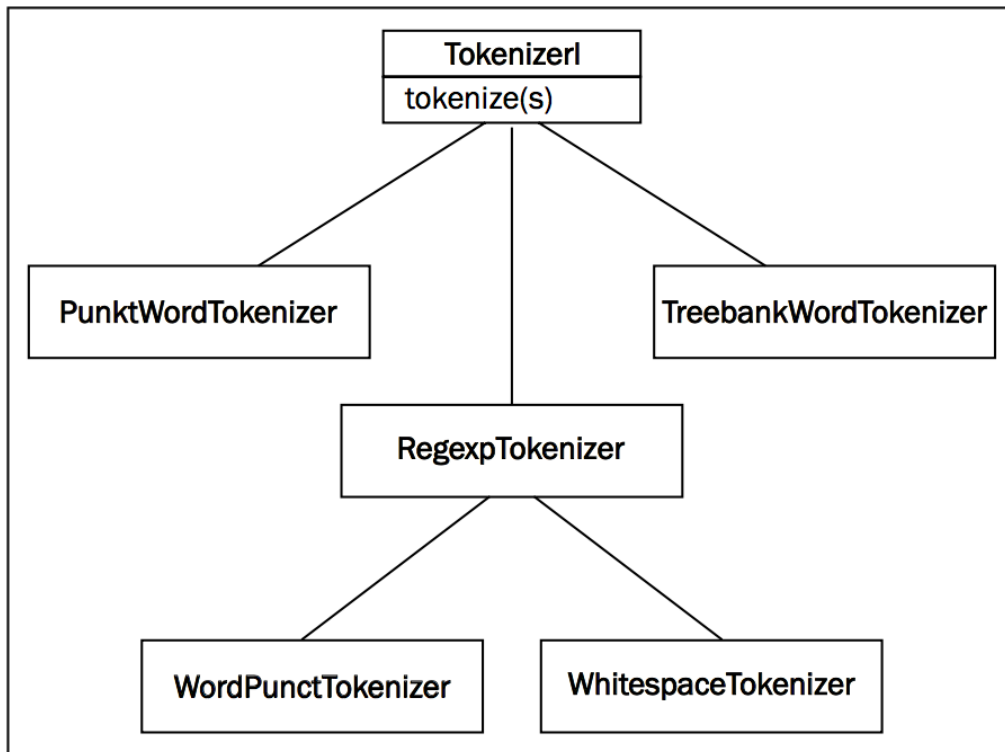 TokenizerI
tokenize(s)
PunktWordTokenizer
TreebankWordTokenizer
RegexpTokenizer
WordPunctTokenizer
WhitespaceTokenizer